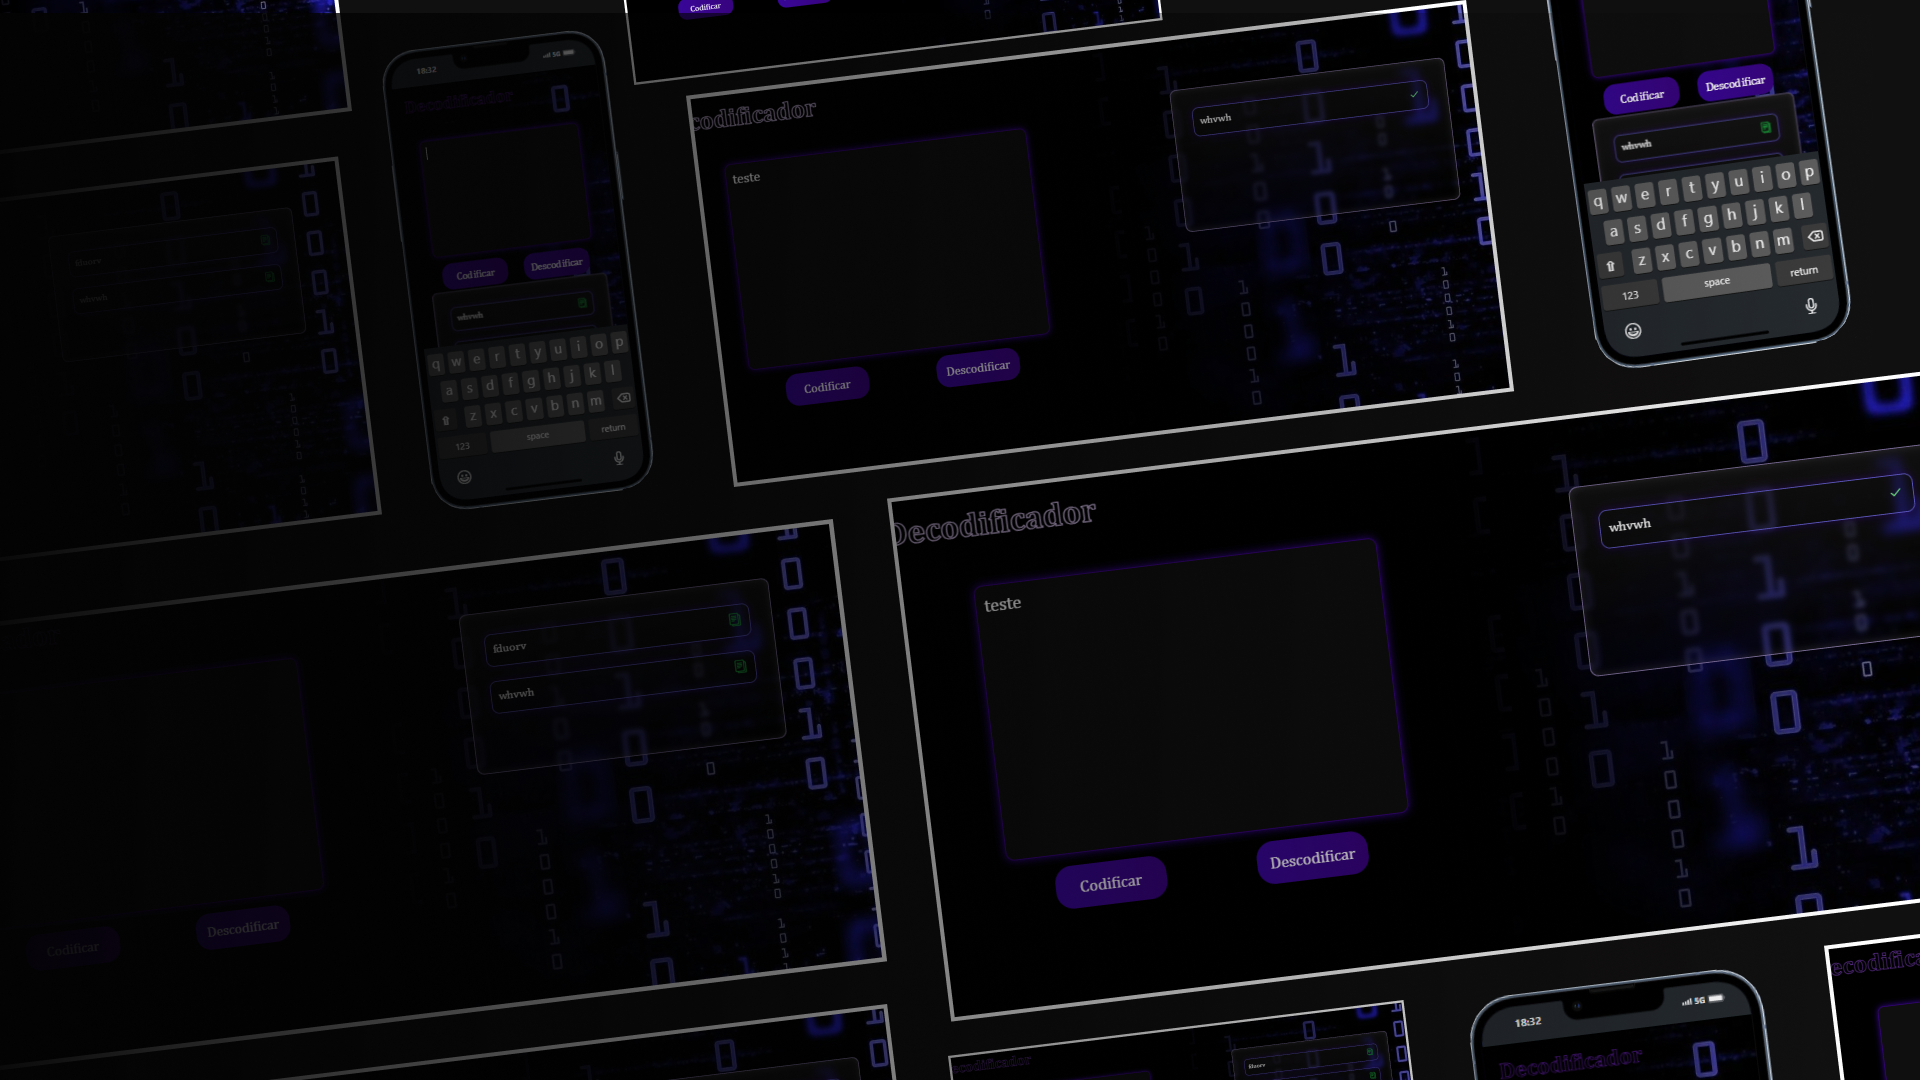 Codificar
18:32
5G
Decodificador
Codificar
Descodificar
whvwh
q w e r t y u i o p
a s d f g h j k l
z x c v b n m
123 space return
codificador
teste
Codificar
Descodificar
whvwh
Codificar
Descodificar
whvwh
q w e r t y u i o p
a s d f g h j k l
z x c v b n m
123 space return
fduorv
whvwh
fduorv
whvwh
Codificar
Descodificar
Decodificador
teste
Codificar
Descodificar
whvwh
ecodificador
fduorv
18:32
5G
Decodificador
ecodifica